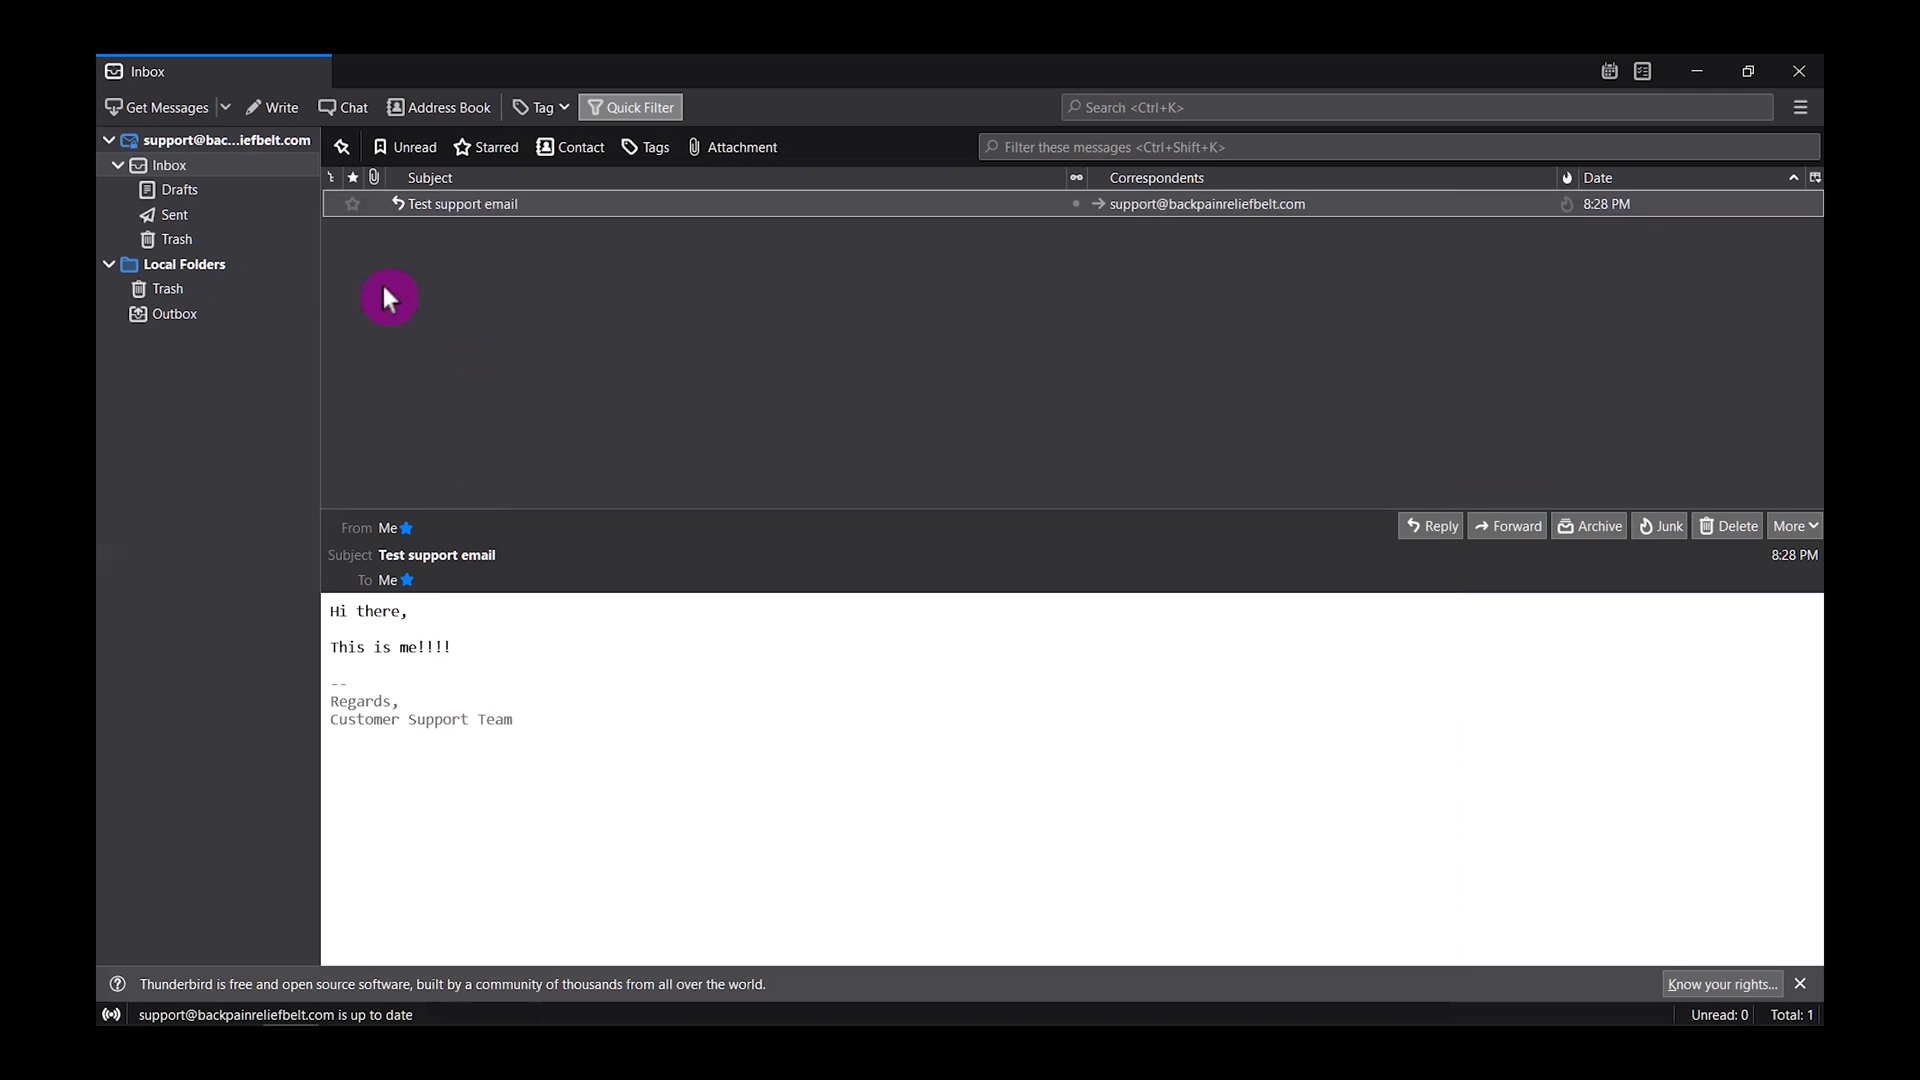 Inbox
Get Messages Write Chat Address Book Tag Quick Filter Search <Ctrl+K>
support@bac...iefbelt.com Unread Starred Contact Tags Attachment Filter these messages <Ctrl+Shift+K>
Inbox
Subject Correspondents Date
Drafts
Test support email support@backpainreliefbelt.com 8:28 PM
Sent
Trash
Local Folders
Trash
Outbox
From Me Reply Forward Archive Junk Delete More
Subject Test support email 8:28 PM
To Me
Hi there,
This is me!!!!
--
Regards,
Customer Support Team
Thunderbird is free and open source software, built by a community of thousands from all over the world. Know your rights...
support@backpainreliefbelt.com is up to date Unread: 0 Total: 1